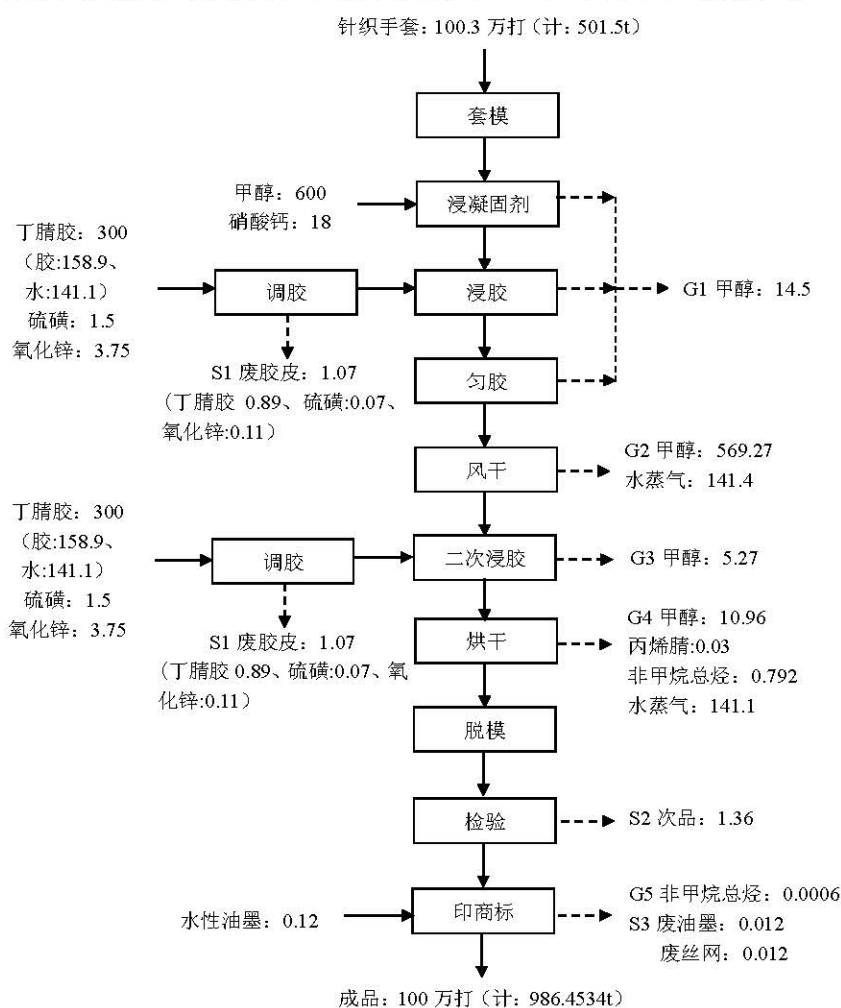 针织手套：100.3 万打（计：501.5t）
套模
甲醇：600
硝酸钙：18
浸凝固剂
丁腈胶：300
（胶:158.9、
水:141.1）
硫磺：1.5
氧化锌：3.75
调胶
浸胶
G1 甲醇：14.5
S1 废胶皮：1.07
（丁腈胶 0.89、硫磺:0.07、
氧化锌:0.11）
匀胶
风干
G2 甲醇：569.27
水蒸气：141.4
丁腈胶：300
（胶:158.9、
水:141.1）
硫磺：1.5
氧化锌：3.75
调胶
二次浸胶
G3 甲醇：5.27
S1 废胶皮：1.07
（丁腈胶 0.89、硫磺:0.07、氧
化锌:0.11）
烘干
G4 甲醇：10.96
丙烯腈:0.03
非甲烷总烃：0.792
水蒸气：141.1
脱模
检验
S2 次品：1.36
水性油墨：0.12
印商标
G5 非甲烷总烃：0.0006
S3 废油墨：0.012
废丝网：0.012
成品：100 万打（计：986.4534t）